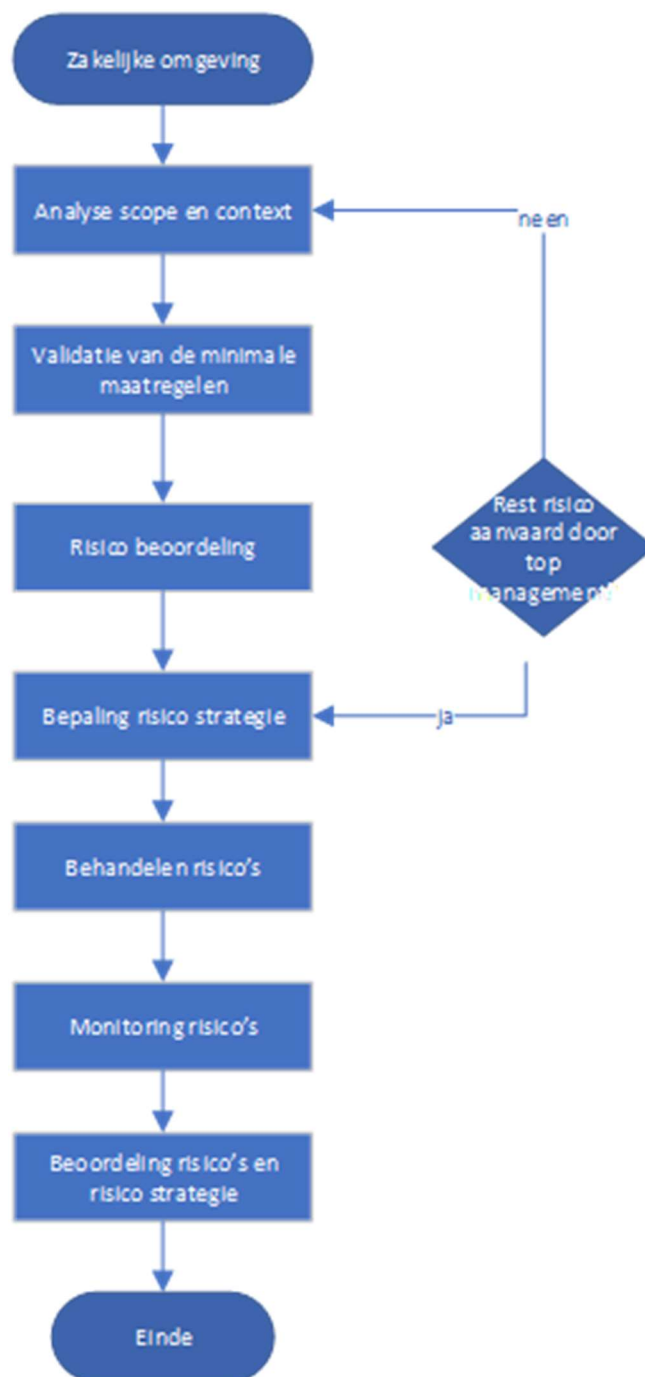 Zakelijke omgeving
Analyse scope en context
neen
Validatie van de minimale
maatregelen
Rest risico
aanvaard door
top
management?
Risico beoordeling
Bepaling risico strategie
ja
Behandelen risico's
Monitoring risico's
Beoordeling risico's en
risico strategie
Einde